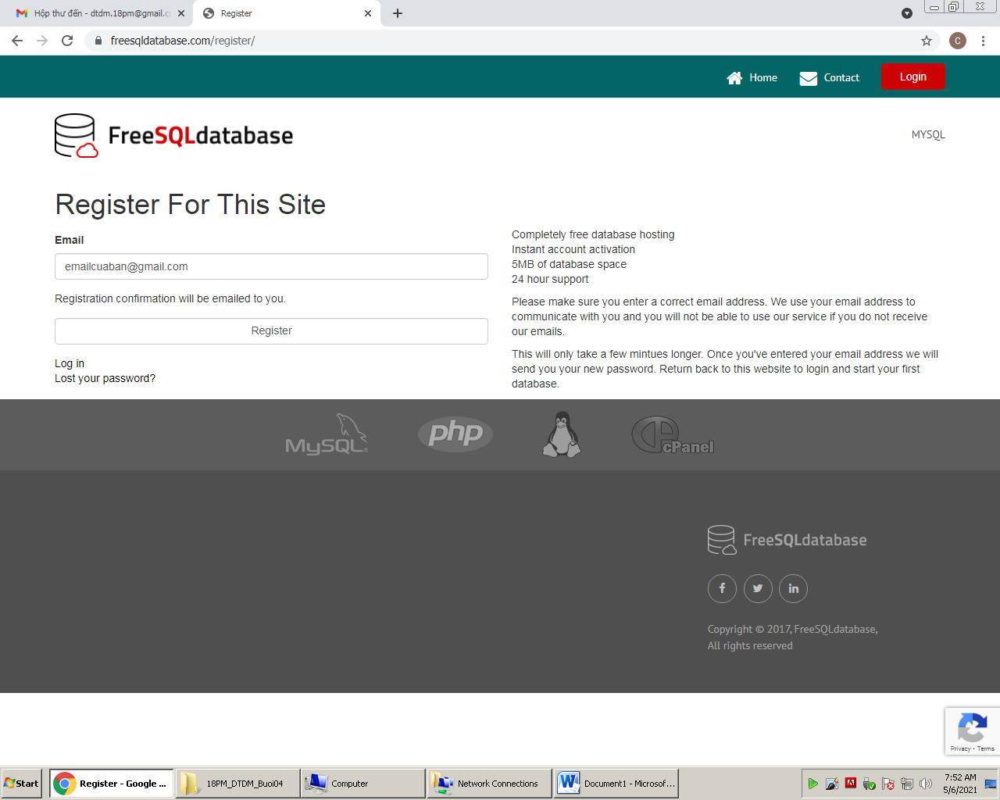 Hộp thư đến - dtdm.18pm@gmail.c
Register
freesqldatabase.com/register/
C
Home
Contact
Login
FreeSQLdatabase
MYSQL
Register For This Site
Email
emailcuaban@gmail.com
Registration confirmation will be emailed to you.
Register
Log in
Lost your password?
Completely free database hosting
Instant account activation
5MB of database space
24 hour support
Please make sure you enter a correct email address. We use your email address to
communicate with you and you will not be able to use our service if you do not receive
our emails.
This will only take a few mintues longer. Once you've entered your email address we will
send you your new password. Return back to this website to login and start your first
database.
MySQL
php
cPanel
FreeSQLdatabase
Copyright © 2017, FreeSQLdatabase,
All rights reserved
Privacy - Terms
Start
Register - Google ...
18PM_DTDM_Buoi04
Computer
Network Connections
Document1 - Microsof...
7:52 AM
5/6/2021